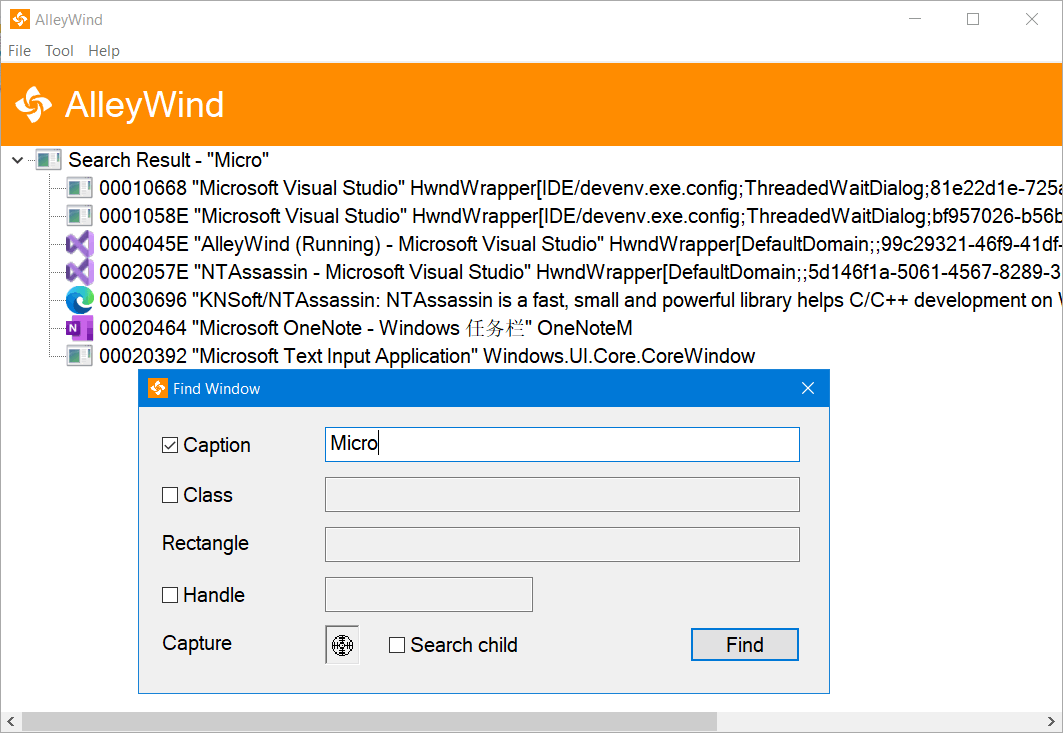 AlleyWind
File Tool Help
AlleyWind
Search Result - "Micro"
00010668 "Microsoft Visual Studio" HwndWrapper[IDE/devenv.exe.config;ThreadedWaitDialog;81e22d1e-725a
0001058E "Microsoft Visual Studio" HwndWrapper[IDE/devenv.exe.config;ThreadedWaitDialog;bf957026-b56b
0004045E "AlleyWind (Running) - Microsoft Visual Studio" HwndWrapper[DefaultDomain;;99c29321-46f9-41df-
0002057E "NTAssassin - Microsoft Visual Studio" HwndWrapper[DefaultDomain;;5d146f1a-5061-4567-8289-3
00030696 "KNSoft/NTAssassin: NTAssassin is a fast, small and powerful library helps C/C++ development on W
00020464 "Microsoft OneNote - Windows 任务栏" OneNoteM
00020392 "Microsoft Text Input Application" Windows.UI.Core.CoreWindow
Find Window
Caption Micro
Class
Rectangle
Handle
Capture Search child Find